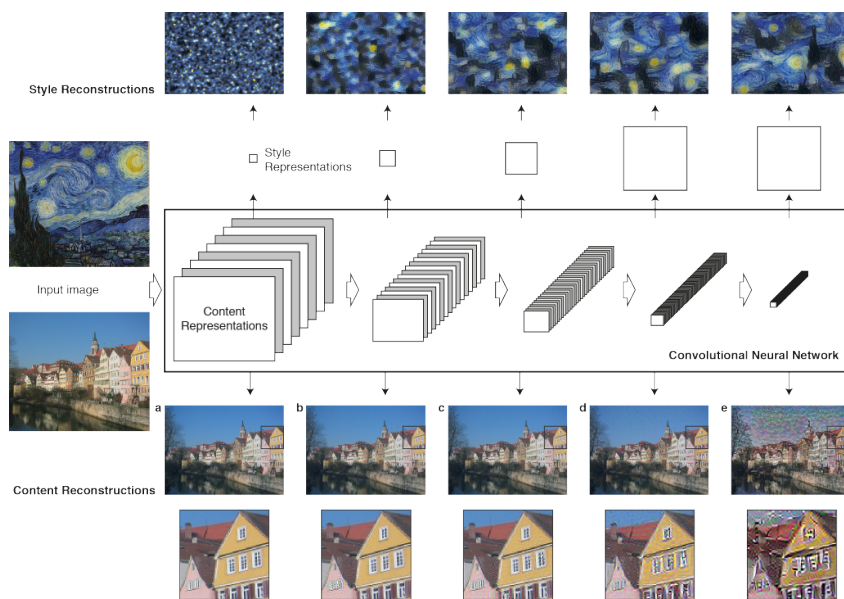 Style Reconstructions
Style
Representations
Input image
Content
Representations
Convolutional Neural Network
a
b
c
d
e
Content Reconstructions